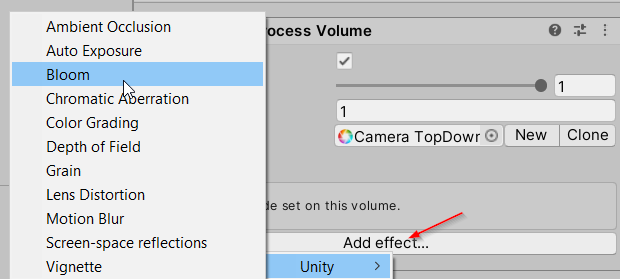 Ambient Occlusion
Auto Exposure
Bloom
Chromatic Aberration
Color Grading
Depth of Field
Grain
Lens Distortion
Motion Blur
Screen-space reflections
Vignette
rocess Volume
1
1
Camera TopDowr
New
Clone
de set on this volume.
Add effect...
Unity